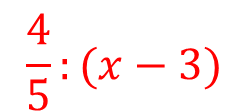 4/5 : (x − 3)